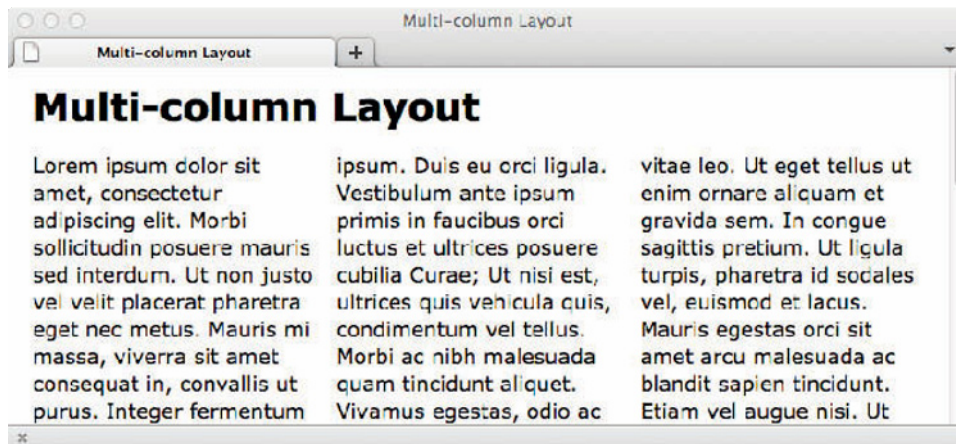 Multi-column Layout
Multi-column Layout
+
Multi-column Layout
Lorem ipsum dolor sit
amet, consectetur
adipiscing elit. Morbi
sollicitudin posuere mauris
sed interdum. Ut non justo
vel velit placerat pharetra
eget nec metus. Mauris mi
massa, viverra sit amet
consequat in, convallis ut
purus. Integer fermentum
ipsum. Duis eu orci ligula.
Vestibulum ante ipsum
primis in faucibus orci
luctus et ultrices posuere
cubilia Curae; Ut nisi est,
ultrices quis vehicula quis,
condimentum vel tellus.
Morbi ac nibh malesuada
quam tincidunt aliquet.
Vivamus egestas, odio ac
vitae leo. Ut eget tellus ut
enim ornare aliquam et
gravida sem. In congue
sagittis pretium. Ut ligula
turpis, pharetra id sodales
vel, euismod et lacus.
Mauris egestas orci sit
amet arcu malesuada ac
blandit sapien tincidunt.
Etiam vel augue nisi. Ut